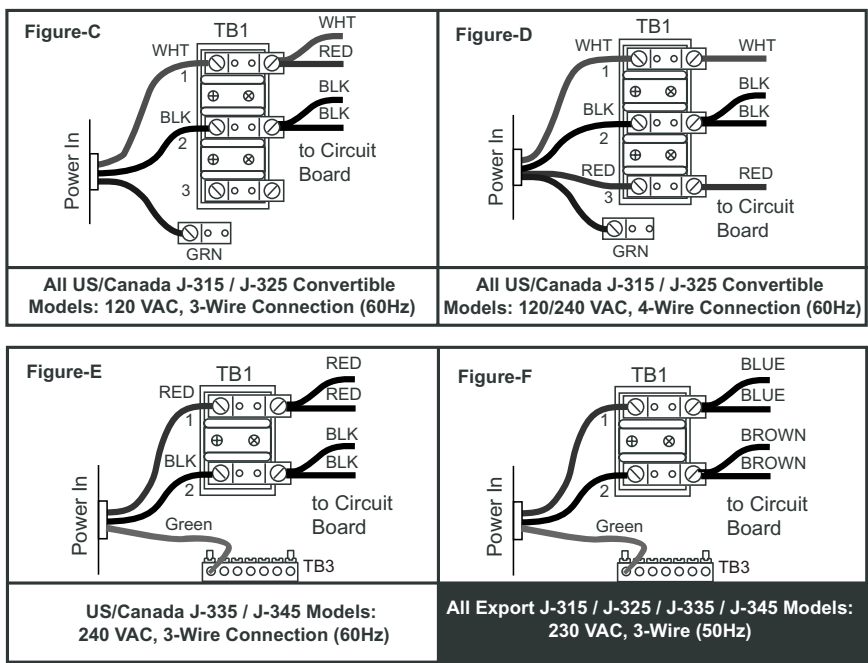 Figure-C
TB1
WHT
WHT
RED
1
BLK
BLK
BLK
2
to Circuit
Board
3
Power In
GRN
All US/Canada J-315 / J-325 Convertible
Models: 120 VAC, 3-Wire Connection (60Hz)
Figure-D
TB1
WHT
WHT
1
BLK
BLK
BLK
2
RED
RED
3
to Circuit
Board
Power In
GRN
All US/Canada J-315 / J-325 Convertible
Models: 120/240 VAC, 4-Wire Connection (60Hz)
Figure-E
TB1
RED
RED
RED
1
BLK
BLK
BLK
2
to Circuit
Board
Power In
Green
TB3
US/Canada J-335 / J-345 Models:
240 VAC, 3-Wire Connection (60Hz)
Figure-F
TB1
BLUE
BLUE
1
BROWN
BROWN
2
to Circuit
Board
Power In
Green
TB3
All Export J-315 / J-325 / J-335 / J-345 Models:
230 VAC, 3-Wire (50Hz)